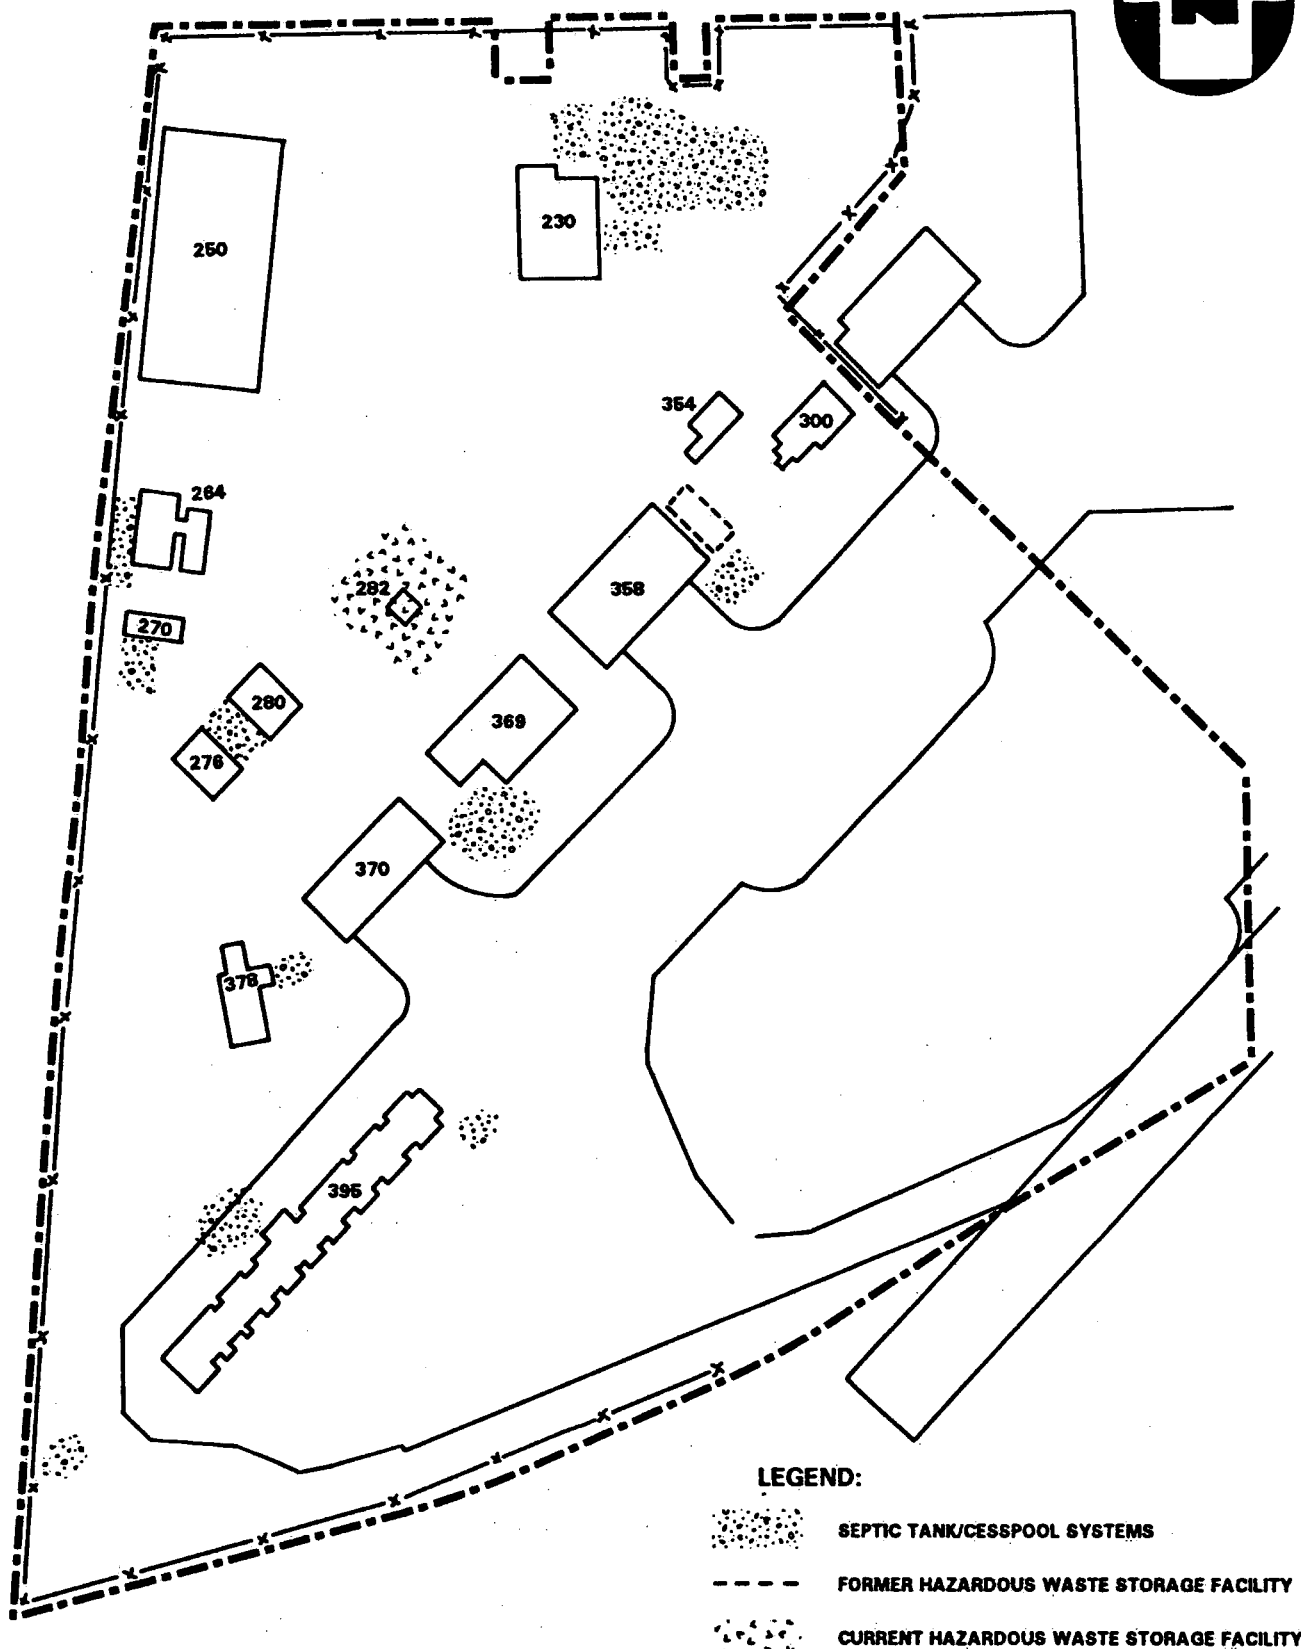 N
230
250
354
300
264
282
358
270
280
369
276
370
378
395
LEGEND:
SEPTIC TANK/CESSPOOL SYSTEMS
FORMER HAZARDOUS WASTE STORAGE FACILITY
CURRENT HAZARDOUS WASTE STORAGE FACILITY